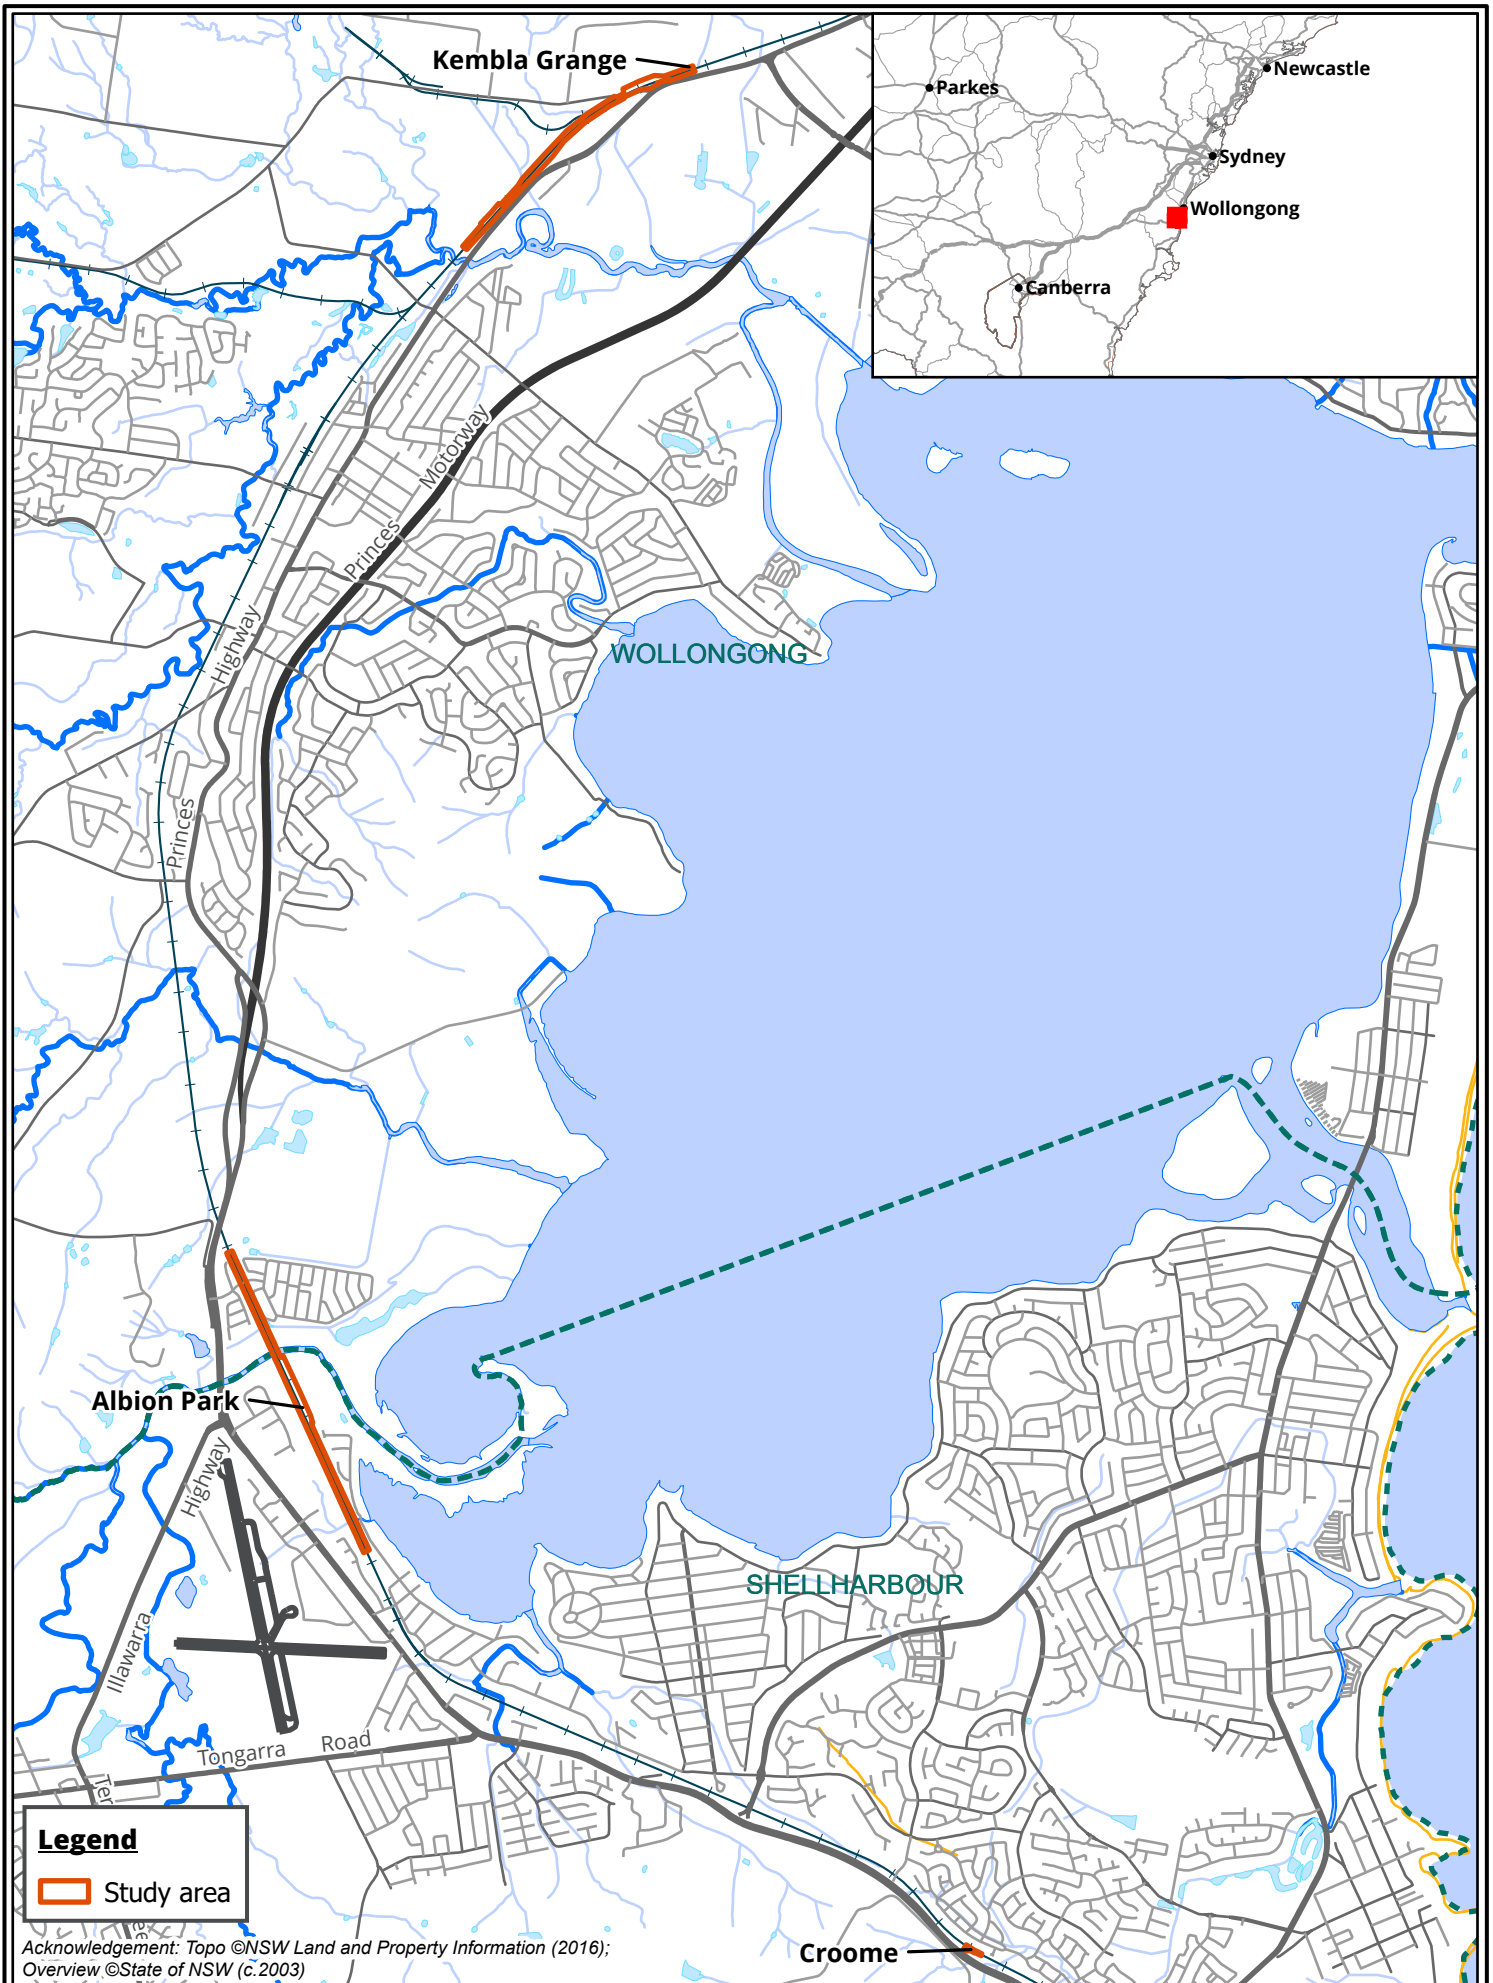 Kembla Grange
Newcastle
Parkes
Sydney
Wollongong
Canberra
Princes
Motorway
Princes
Highway
WOLLONGONG
Albion Park
Highway
Illawarra
SHELLHARBOUR
Tongarra Road
Ter
Legend
Study area
Croome
Acknowledgement: Topo ©NSW Land and Property Information (2016);
Overview ©State of NSW (c.2003)